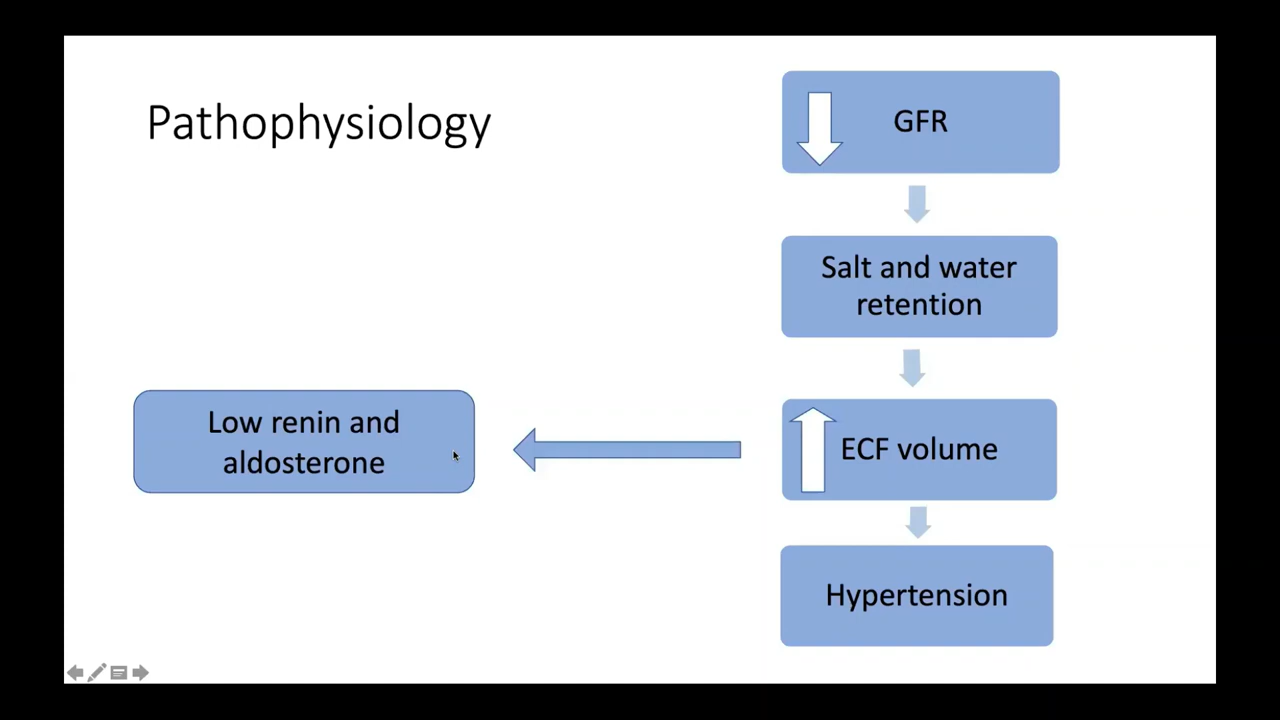 Pathophysiology
GFR
Salt and water
retention
ECF volume
Low renin and
aldosterone
Hypertension